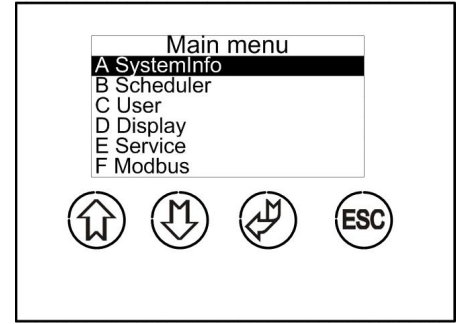 Main menu
A SystemInfo
B Scheduler
C User
D Display
E Service
F Modbus
ESC